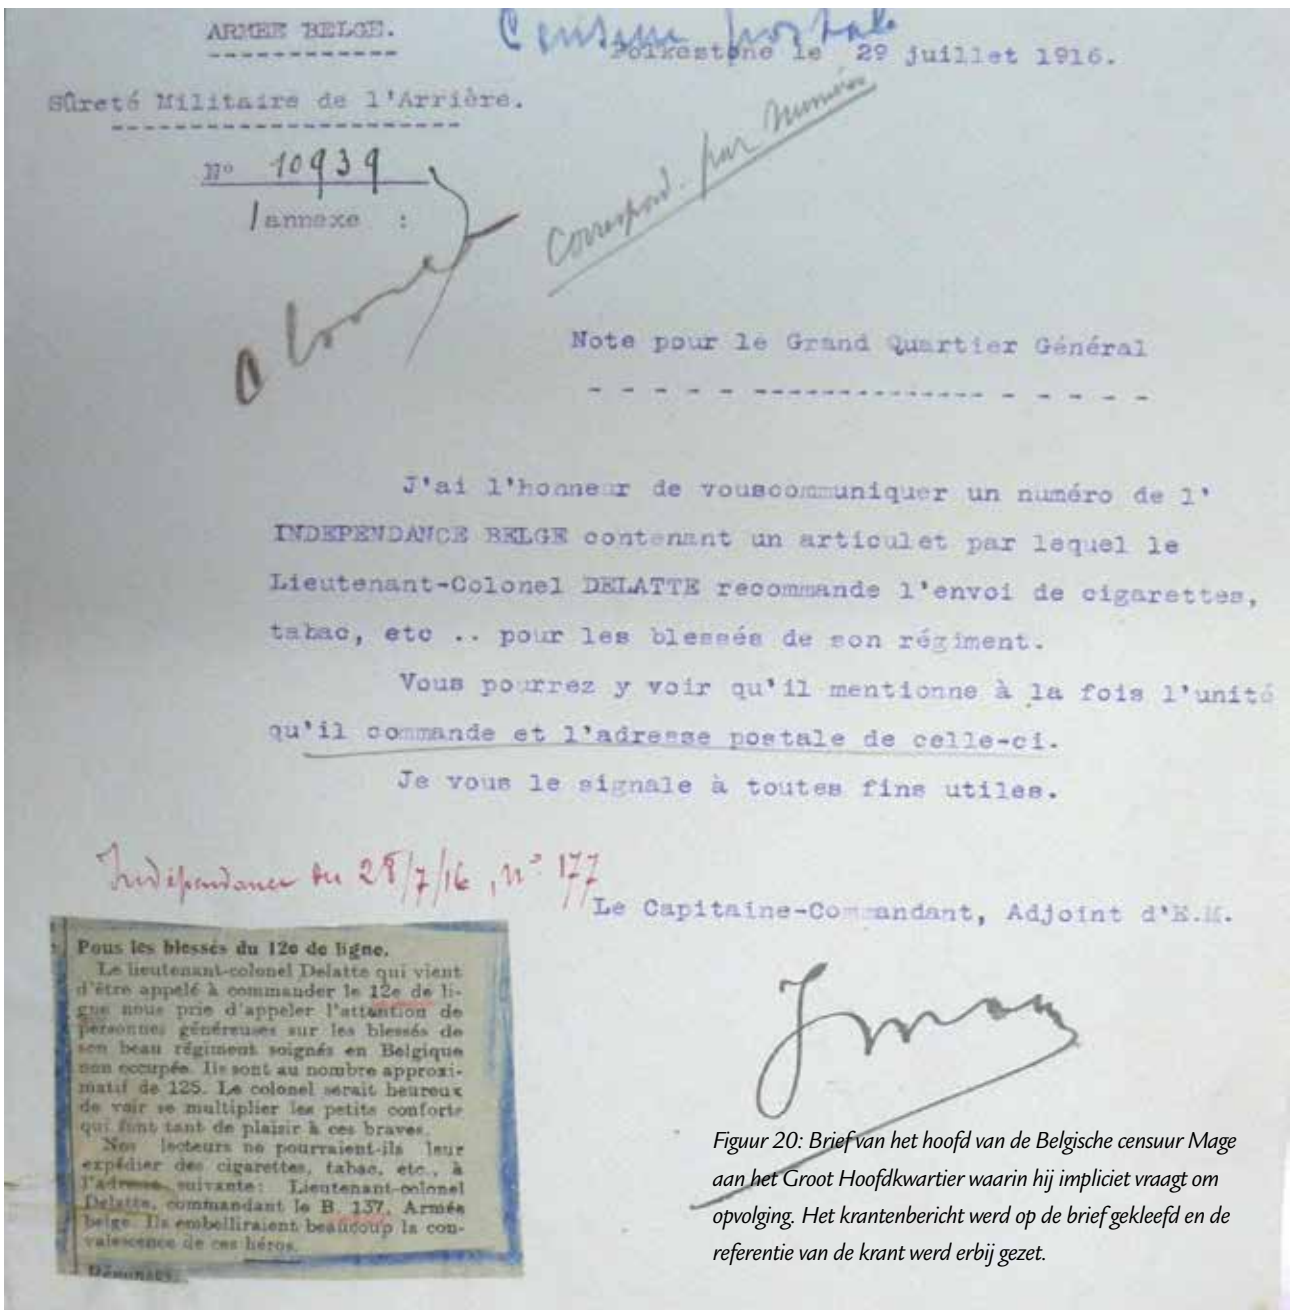 ARMEE BELGE.
Censure postale
Folkestone le 29 juillet 1916.
Sûreté Militaire de l'Arrière.
n° 10939
1 annexe :
Correspond. par numéro
Note pour le Grand Quartier Général
J'ai l'honneur de vouscommuniquer un numéro de l'
INDEPENDANCE BELGE contenant un articulet par lequel le
Lieutenant-Colonel DELATTE recommande l'envoi de cigarettes,
tabac, etc .. pour les blessés de son régiment.
Vous pourrez y voir qu'il mentionne à la fois l'unité
qu'il commande et l'adresse postale de celle-ci.
Je vous le signale à toutes fins utiles.
Indépendance du 28/7/16, n° 177
Le Capitaine-Commandant, Adjoint d'E.M.
Pous les blessés du 12e de ligne.
Le lieutenant-colonel Delatte qui vient
d'être appelé à commander le 12e de li-
gne nous prie d'appeler l'attention de
personnes généreuses sur les blessés de
son beau régiment soignés en Belgique
non occupée. Ils sont au nombre approxi-
matif de 125. Le colonel serait heureux
de voir se multiplier les petits conforts
qui font tant de plaisir à ces braves.
Nos lecteurs ne pourraient-ils leur
expédier des cigarettes, tabac, etc., à
l'adresse suivante: Lieutenant-colonel
Delatte, commandant le B. 137, Armée
belge. Ils embelliraient beaucoup la con-
valescence de ces héros.
Figuur 20: Brief van het hoofd van de Belgische censuur Mage
aan het Groot Hoofdkwartier waarin hij impliciet vraagt om
opvolging. Het krantenbericht werd op de brief gekleefd en de
referentie van de krant werd erbij gezet.